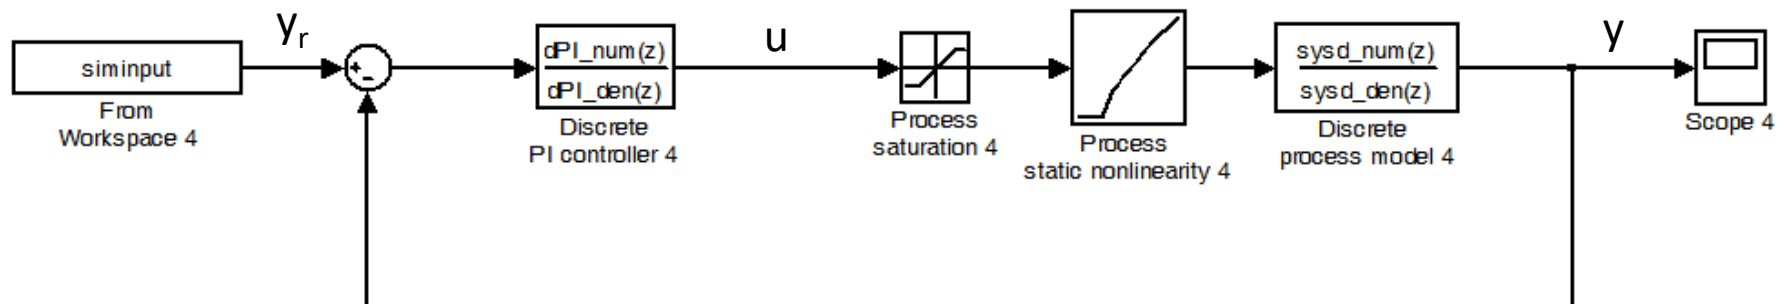 yr
siminput
From
Workspace 4
+
-
dPI_num(z)
dPI_den(z)
Discrete
PI controller 4
u
Process
saturation 4
Process
static nonlinearity 4
sysd_num(z)
sysd_den(z)
Discrete
process model 4
y
Scope 4